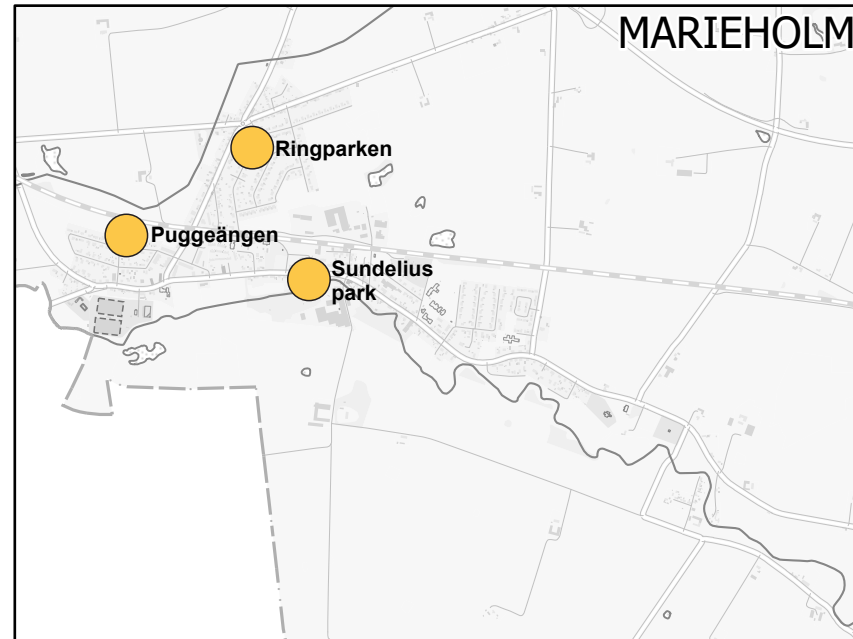 MARIEHOLM
Ringparken
Puggeängen
Sundelius
park